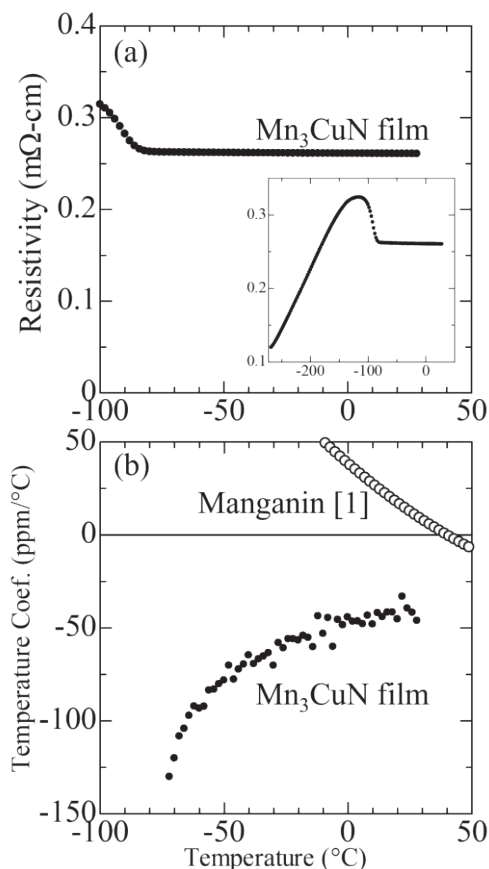 (a)
0.4
0.3
0.2
0.1
0
Resistivity (mΩ-cm)
Mn₃CuN film
0.3
0.2
0.1
-200 -100 0
-100 -50 0 50
(b)
50
0
-50
-100
-150
Temperature Coef. (ppm/°C)
Manganin [1]
Mn₃CuN film
-100 -50 0 50
Temperature (°C)